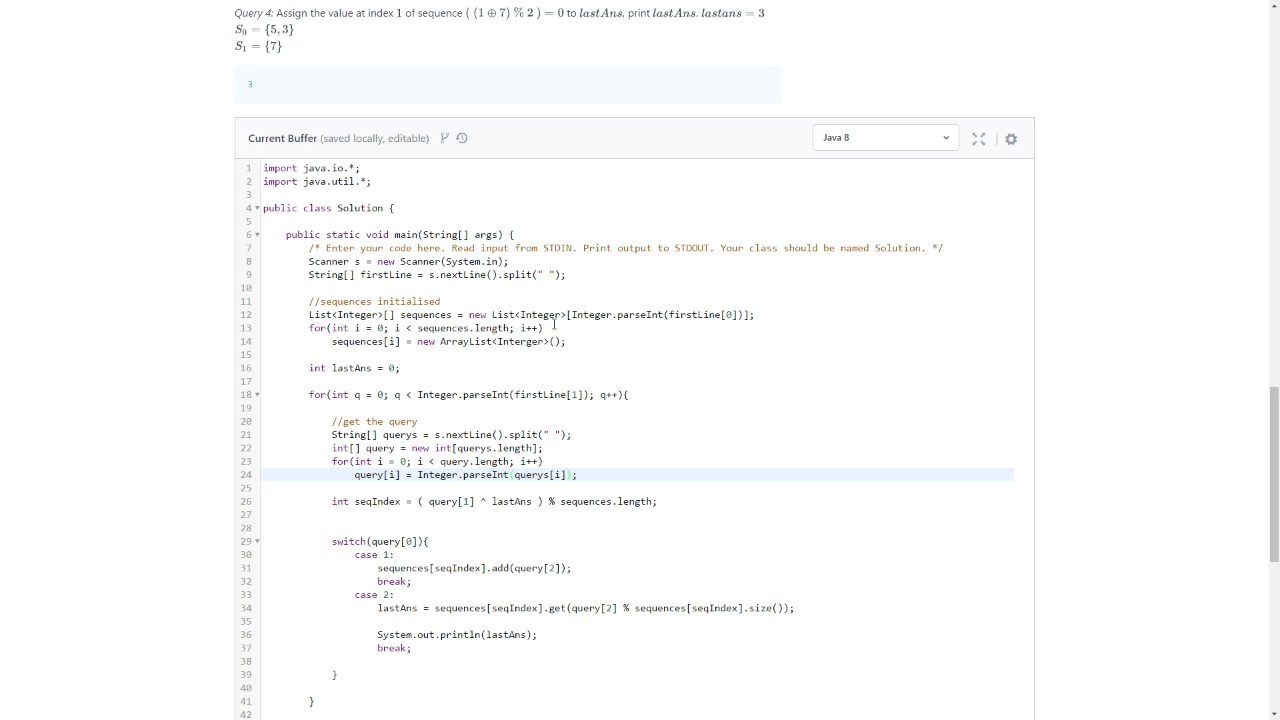 Query 4: Assign the value at index 1 of sequence ( (1 ⊕ 7) % 2 ) = 0 to lastAns, print lastAns. lastans = 3
S₀ = {5, 3}
S₁ = {7}
3
Current Buffer (saved locally, editable)
Java 8
1 import java.io.*;
2 import java.util.*;
3
4 public class Solution {
5
6 public static void main(String[] args) {
7 /* Enter your code here. Read input from STDIN. Print output to STDOUT. Your class should be named Solution. */
8 Scanner s = new Scanner(System.in);
9 String[] firstLine = s.nextLine().split(" ");
10
11 //sequences initialised
12 List<Integer>[] sequences = new List<Integer>[Integer.parseInt(firstLine[0])];
13 for(int i = 0; i < sequences.length; i++)
14 sequences[i] = new ArrayList<Interger>();
15
16 int lastAns = 0;
17
18 for(int q = 0; q < Integer.parseInt(firstLine[1]); q++){
19
20 //get the query
21 String[] querys = s.nextLine().split(" ");
22 int[] query = new int[querys.length];
23 for(int i = 0; i < query.length; i++)
24 query[i] = Integer.parseInt(querys[i]);
25
26 int seqIndex = ( query[1] ^ lastAns ) % sequences.length;
27
28
29 switch(query[0]){
30 case 1:
31 sequences[seqIndex].add(query[2]);
32 break;
33 case 2:
34 lastAns = sequences[seqIndex].get(query[2] % sequences[seqIndex].size());
35
36 System.out.println(lastAns);
37 break;
38
39 }
40
41 }
42